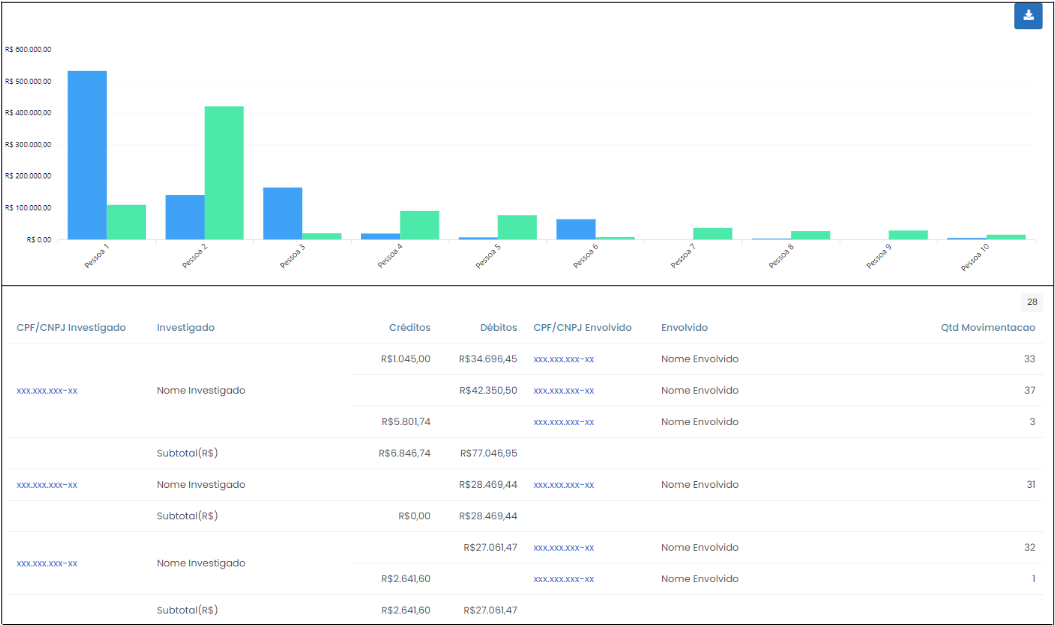 R$ 600.000,00
R$ 500.000,00
R$ 400.000,00
R$ 300.000,00
R$ 200.000,00
R$ 100.000,00
R$ 0,00
Pessoa 1
Pessoa 2
Pessoa 3
Pessoa 4
Pessoa 5
Pessoa 6
Pessoa 7
Pessoa 8
Pessoa 9
Pessoa 10
28
CPF/CNPJ Investigado Investigado Créditos Débitos CPF/CNPJ Envolvido Envolvido Qtd Movimentacao
R$1.045,00 R$34.696,45 xxx.xxx.xxx-xx Nome Envolvido 33
xxx.xxx.xxx-xx Nome Investigado R$42.350,50 xxx.xxx.xxx-xx Nome Envolvido 37
R$5.801,74 xxx.xxx.xxx-xx Nome Envolvido 3
Subtotal(R$) R$6.846,74 R$77.046,95
xxx.xxx.xxx-xx Nome Investigado R$28.469,44 xxx.xxx.xxx-xx Nome Envolvido 31
Subtotal(R$) R$0,00 R$28.469,44
R$27.061,47 xxx.xxx.xxx-xx Nome Envolvido 32
xxx.xxx.xxx-xx Nome Investigado
R$2.641,60 xxx.xxx.xxx-xx Nome Envolvido 1
Subtotal(R$) R$2.641,60 R$27.061,47